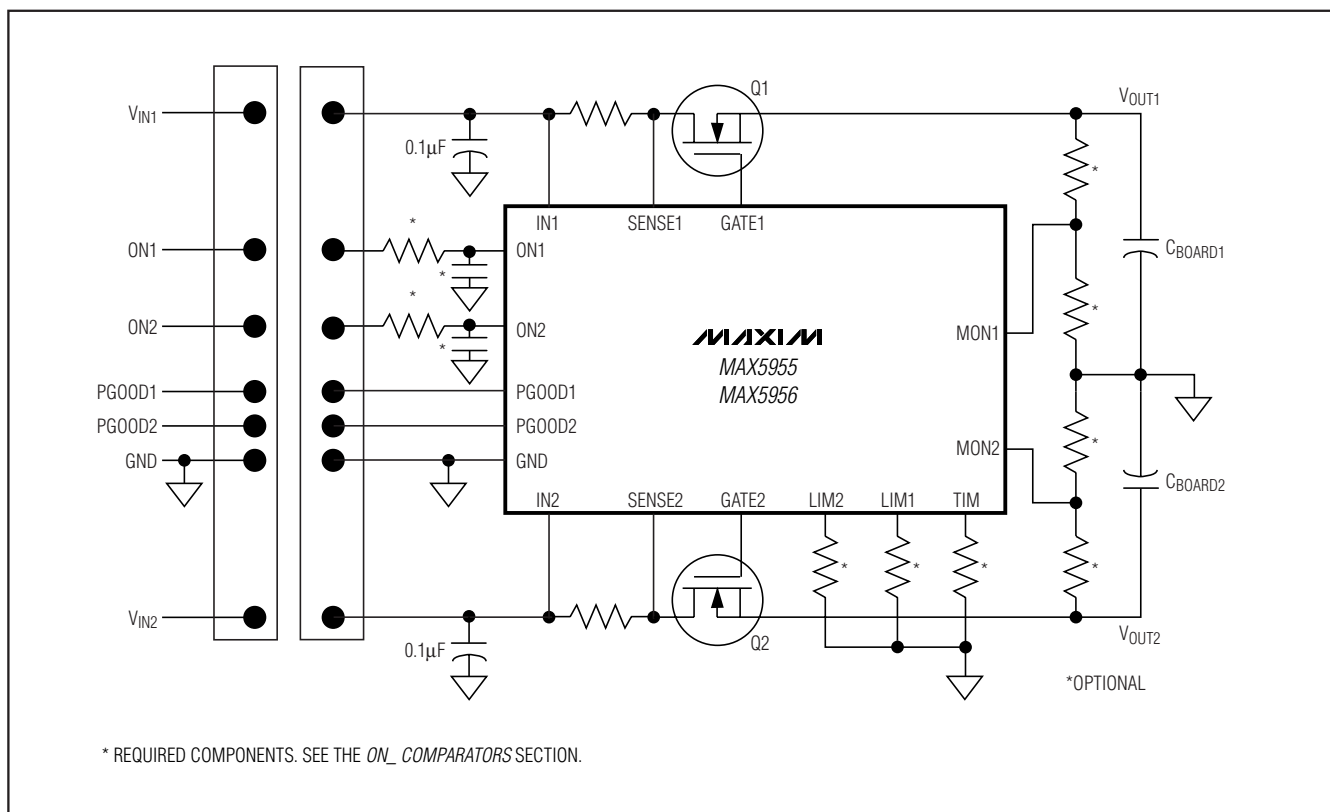 Q1
VIN1
VOUT1
0.1µF
*
IN1
SENSE1
GATE1
*
ON1
ON1
CBOARD1
*
*
*
ON2
ON2
MAXIM
MON1
*
MAX5955
MAX5956
PGOOD1
PGOOD1
PGOOD2
PGOOD2
GND
GND
MON2
*
IN2
SENSE2
GATE2
LIM2
LIM1
TIM
CBOARD2
*
*
*
*
VIN2
0.1µF
Q2
VOUT2
*OPTIONAL
* REQUIRED COMPONENTS. SEE THE ON_ COMPARATORS SECTION.